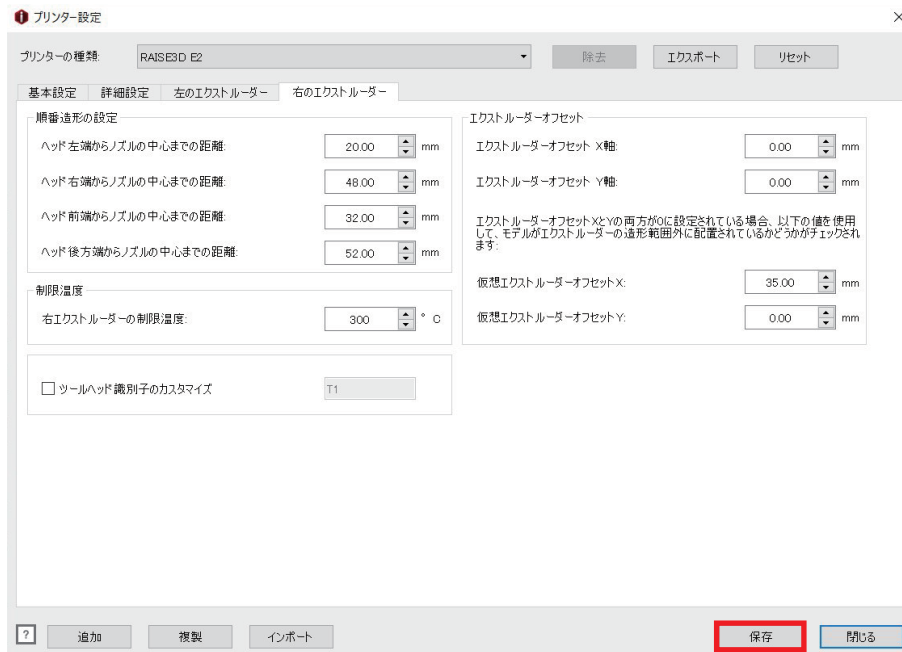 プリンター設定
プリンターの種類: RAISE3D E2 除去 エクスポート リセット
基本設定 詳細設定 左のエクストルーダー 右のエクストルーダー
順番造形の設定
ヘッド左端からノズルの中心までの距離: 20.00 mm
ヘッド右端からノズルの中心までの距離: 48.00 mm
ヘッド前端からノズルの中心までの距離: 32.00 mm
ヘッド後方端からノズルの中心までの距離: 52.00 mm
制限温度
右エクストルーダーの制限温度: 300 ° C
ツールヘッド識別子のカスタマイズ T1
エクストルーダーオフセット
エクストルーダーオフセット X軸: 0.00 mm
エクストルーダーオフセット Y軸: 0.00 mm
エクストルーダーオフセットXとYの両方が0に設定されている場合、以下の値を使用
して、モデルがエクストルーダーの造形範囲外に配置されているかどうかがチェックされ
ます:
仮想エクストルーダーオフセットX: 35.00 mm
仮想エクストルーダーオフセットY: 0.00 mm
? 追加 複製 インポート 保存 閉じる